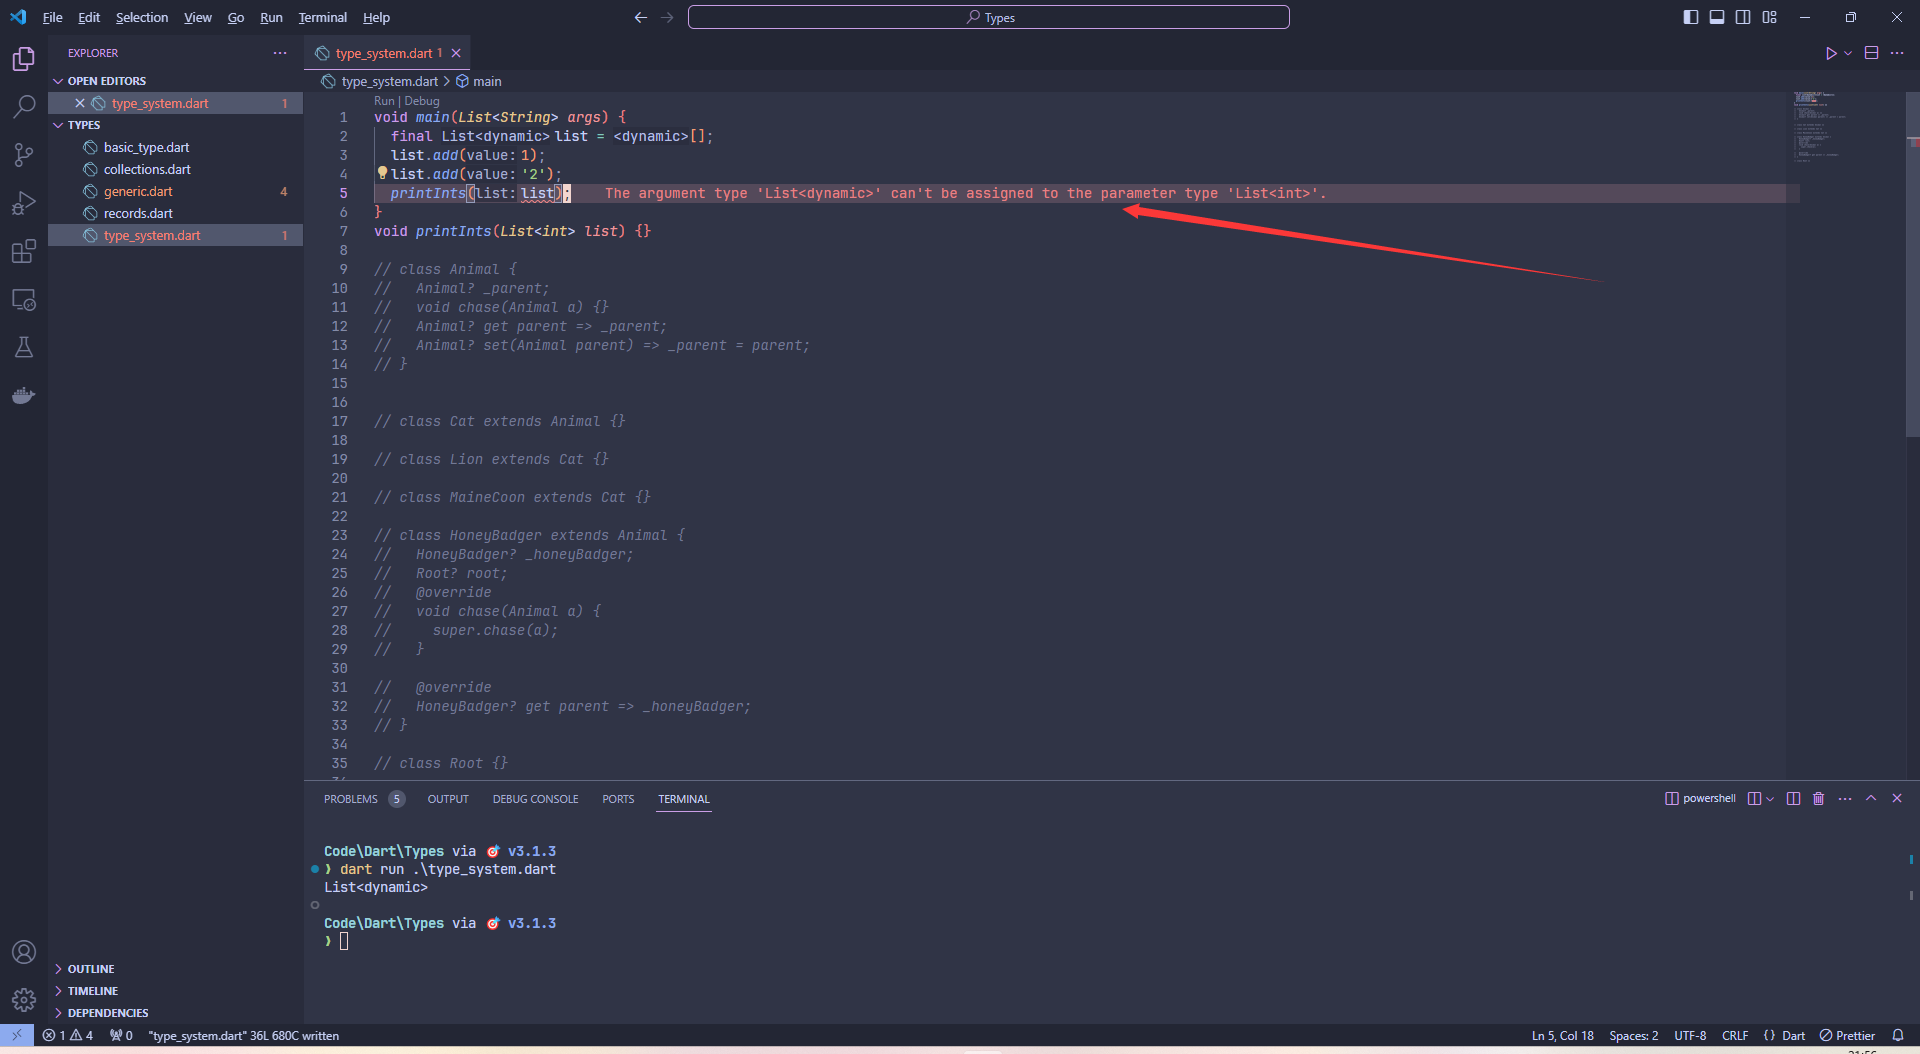 File Edit Selection View Go Run Terminal Help
Types
EXPLORER
OPEN EDITORS
type_system.dart 1
TYPES
basic_type.dart
collections.dart
generic.dart 4
records.dart
type_system.dart 1
OUTLINE
TIMELINE
DEPENDENCIES
type_system.dart 1
type_system.dart > main
Run | Debug
1 void main(List<String> args) {
2 final List<dynamic> list = <dynamic>[];
3 list.add(value: 1);
4 list.add(value: '2');
5 printInts(list: list); The argument type 'List<dynamic>' can't be assigned to the parameter type 'List<int>'.
6 }
7 void printInts(List<int> list) {}
8
9 // class Animal {
10 //   Animal? _parent;
11 //   void chase(Animal a) {}
12 //   Animal? get parent => _parent;
13 //   Animal? set(Animal parent) => _parent = parent;
14 // }
15
16
17 // class Cat extends Animal {}
18
19 // class Lion extends Cat {}
20
21 // class MaineCoon extends Cat {}
22
23 // class HoneyBadger extends Animal {
24 //   HoneyBadger? _honeyBadger;
25 //   Root? root;
26 //   @override
27 //   void chase(Animal a) {
28 //     super.chase(a);
29 //   }
30
31 //   @override
32 //   HoneyBadger? get parent => _honeyBadger;
33 // }
34
35 // class Root {}
PROBLEMS 5 OUTPUT DEBUG CONSOLE PORTS TERMINAL
powershell
Code\Dart\Types via 🎯 v3.1.3
❯ dart run .\type_system.dart
List<dynamic>
Code\Dart\Types via 🎯 v3.1.3
❯
1 4 0 "type_system.dart" 36L 680C written
Ln 5, Col 18 Spaces: 2 UTF-8 CRLF { } Dart Prettier